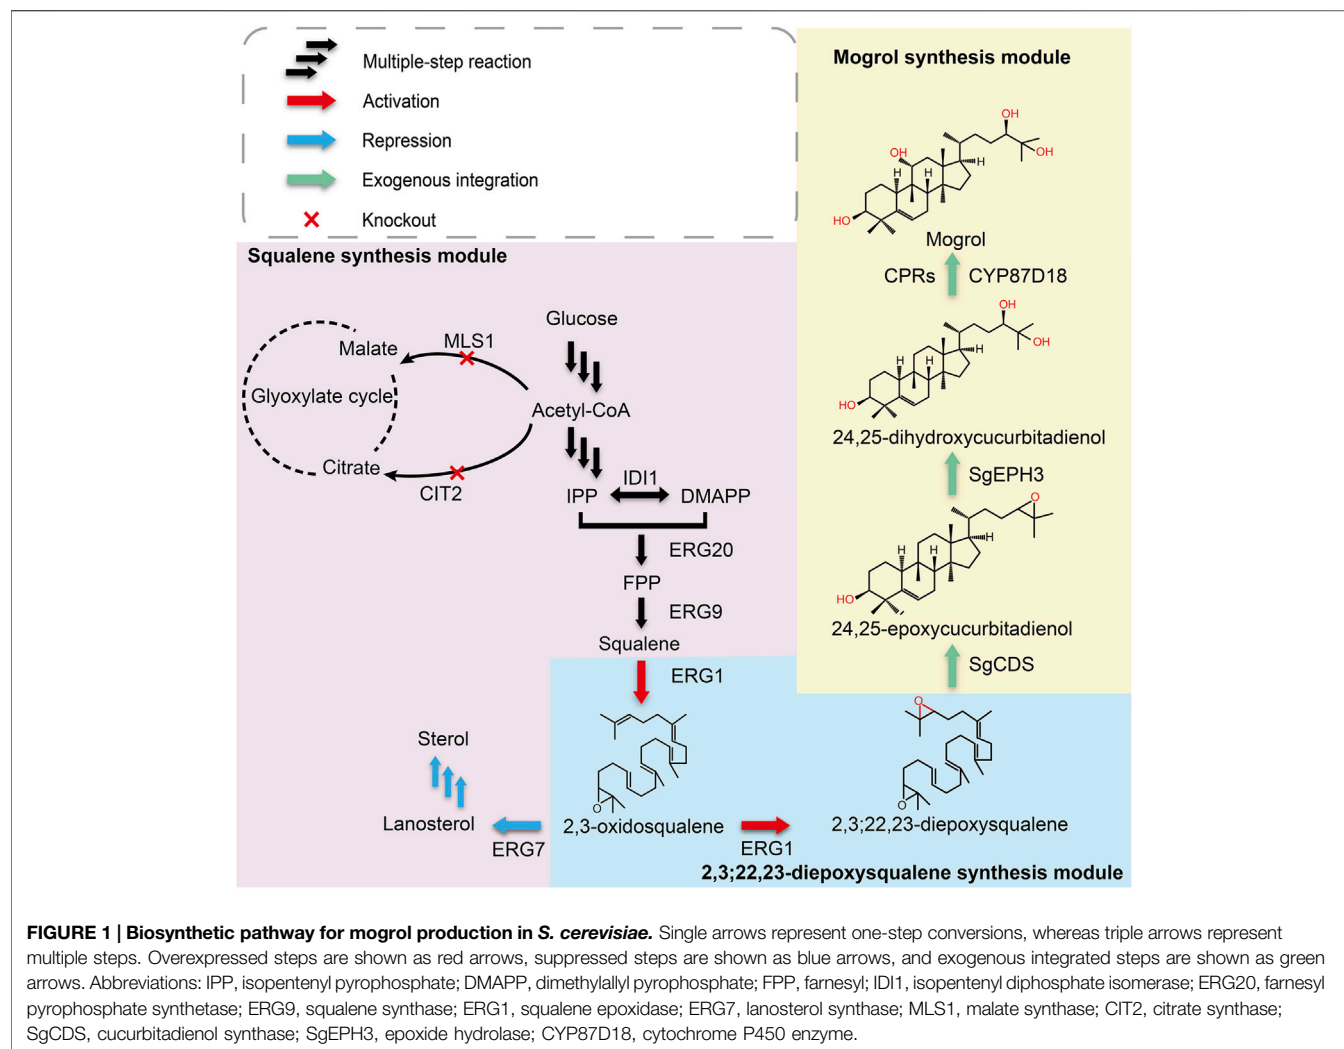 Multiple-step reaction
Activation
Repression
Exogenous integration
Knockout
Squalene synthesis module
Glucose
MLS1
Malate
Glyoxylate cycle
Acetyl-CoA
Citrate
CIT2
IDI1
IPP
DMAPP
ERG20
FPP
ERG9
Squalene
ERG1
Sterol
Lanosterol
ERG7
O
2,3-oxidosqualene
ERG1
O
O
2,3;22,23-diepoxysqualene
2,3;22,23-diepoxysqualene synthesis module
Mogrol synthesis module
OH
OH
OH
H
H
H
HO
Mogrol
CPRs
CYP87D18
OH
OH
H
H
H
HO
24,25-dihydroxycucurbitadienol
SgEPH3
O
H
H
H
HO
24,25-epoxycucurbitadienol
SgCDS
FIGURE 1 | Biosynthetic pathway for mogrol production in S. cerevisiae. Single arrows represent one-step conversions, whereas triple arrows represent
multiple steps. Overexpressed steps are shown as red arrows, suppressed steps are shown as blue arrows, and exogenous integrated steps are shown as green
arrows. Abbreviations: IPP, isopentenyl pyrophosphate; DMAPP, dimethylallyl pyrophosphate; FPP, farnesyl; IDI1, isopentenyl diphosphate isomerase; ERG20, farnesyl
pyrophosphate synthetase; ERG9, squalene synthase; ERG1, squalene epoxidase; ERG7, lanosterol synthase; MLS1, malate synthase; CIT2, citrate synthase;
SgCDS, cucurbitadienol synthase; SgEPH3, epoxide hydrolase; CYP87D18, cytochrome P450 enzyme.